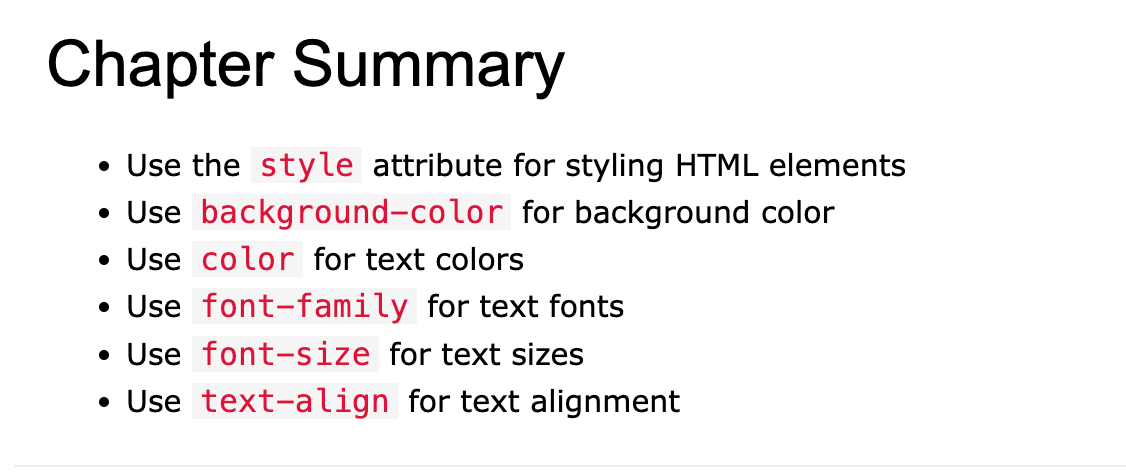 Chapter Summary
• Use the style attribute for styling HTML elements
• Use background-color for background color
• Use color for text colors
• Use font-family for text fonts
• Use font-size for text sizes
• Use text-align for text alignment